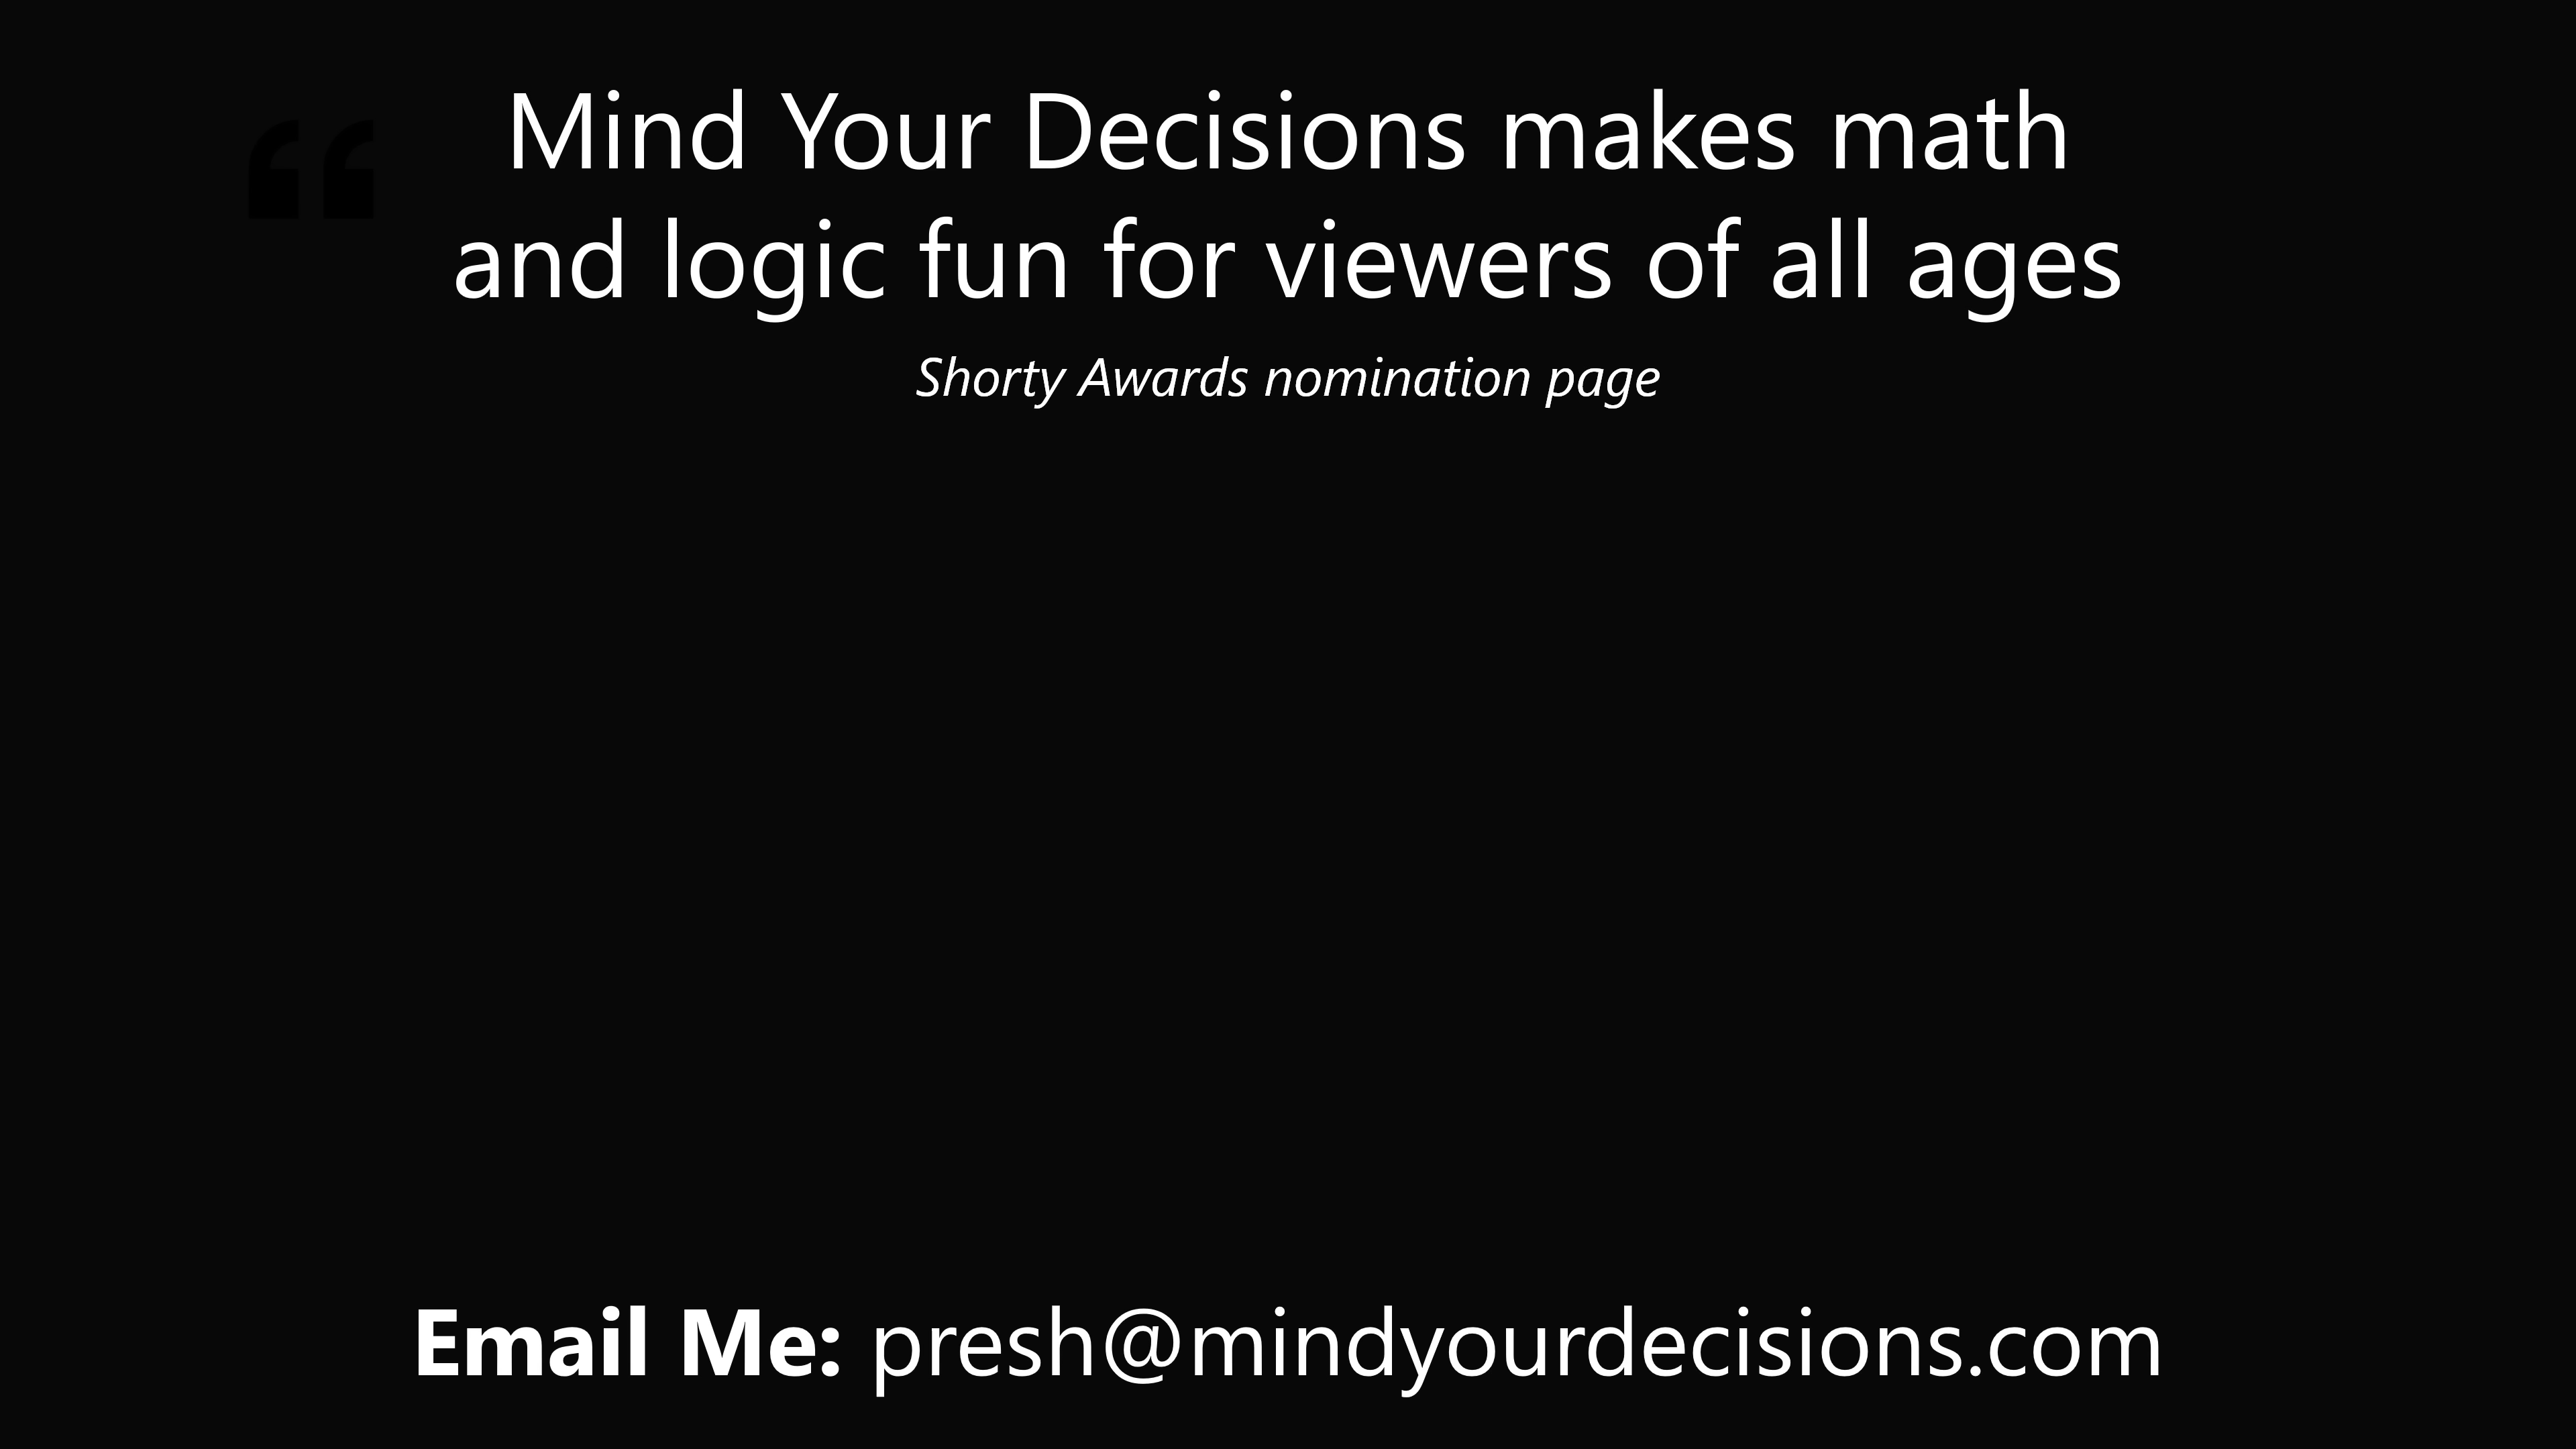 “
Mind Your Decisions makes math
and logic fun for viewers of all ages
Shorty Awards nomination page
Email Me: presh@mindyourdecisions.com